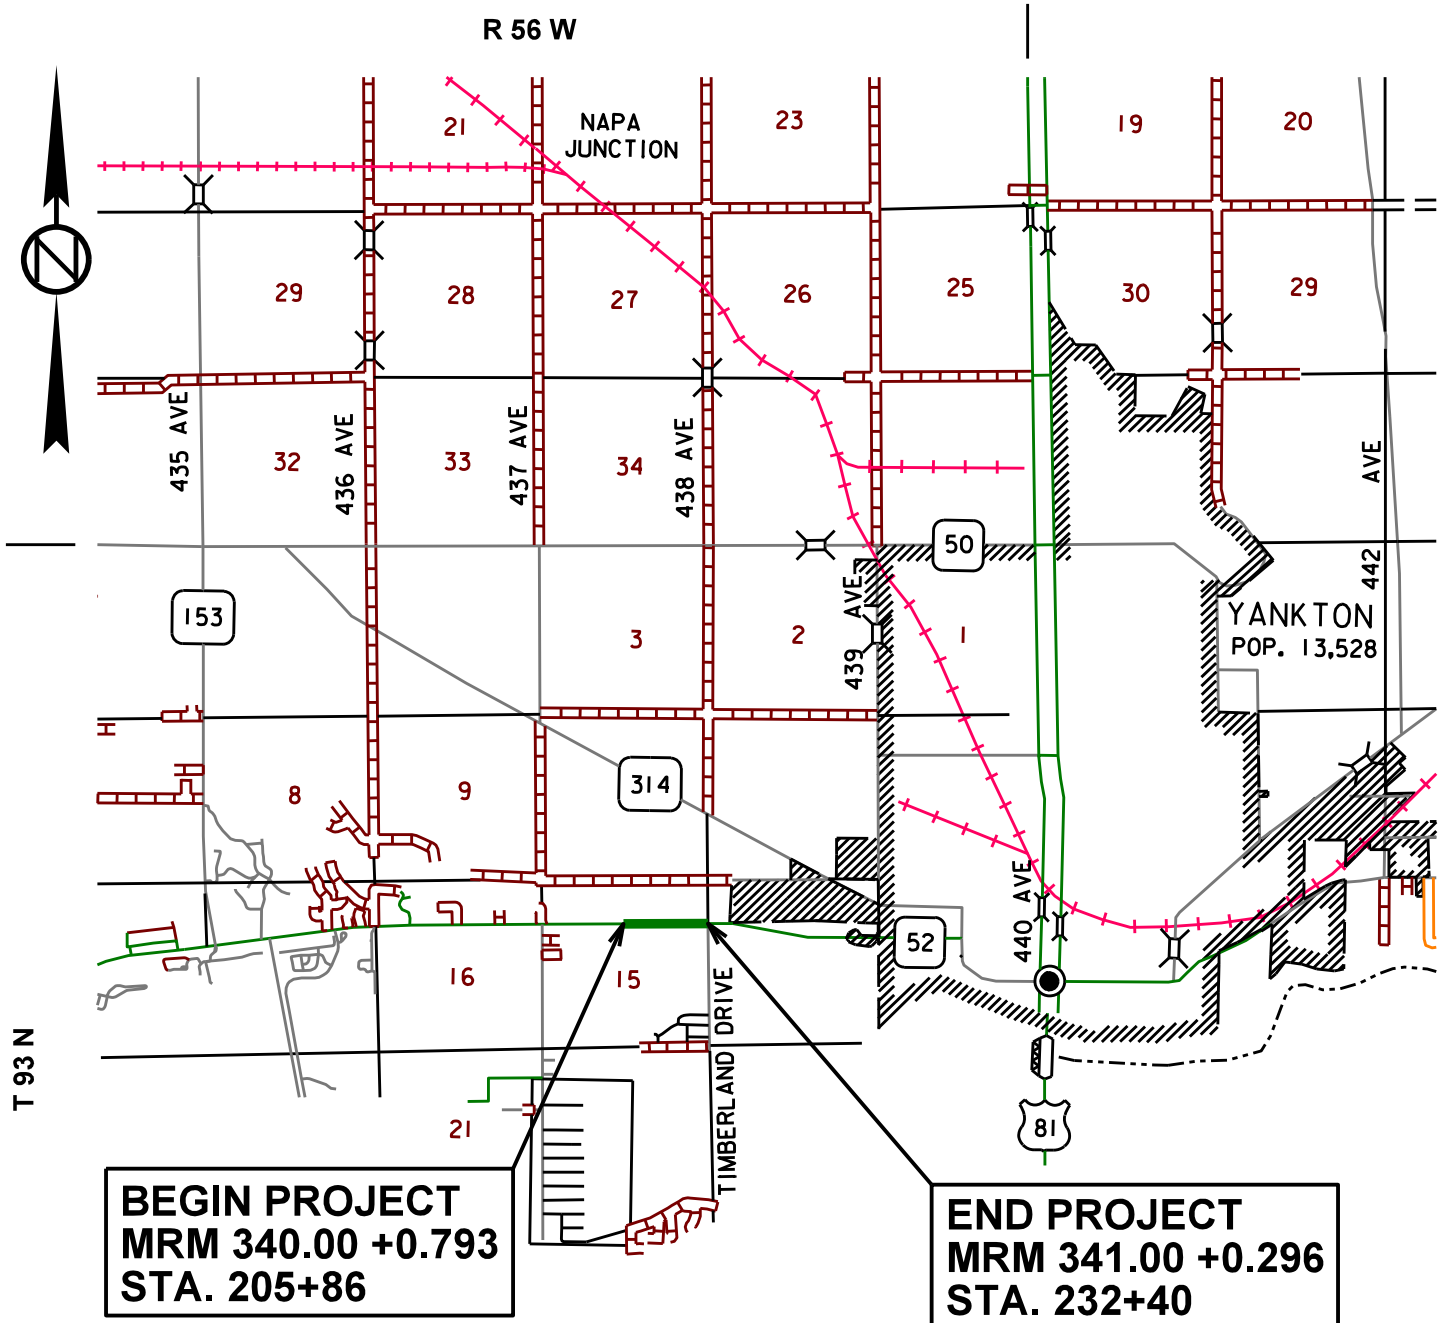 R 56 W
21
NAPA
JUNCTION
23
19
20
29
28
27
26
25
30
29
435 AVE
436 AVE
437 AVE
438 AVE
442 AVE
32
33
34
50
153
439 AVE
YANKTON
POP. 13,528
3
2
1
8
9
314
440 AVE
52
16
15
TIMBERLAND DRIVE
T 93 N
21
81
BEGIN PROJECT
MRM 340.00 +0.793
STA. 205+86
END PROJECT
MRM 341.00 +0.296
STA. 232+40